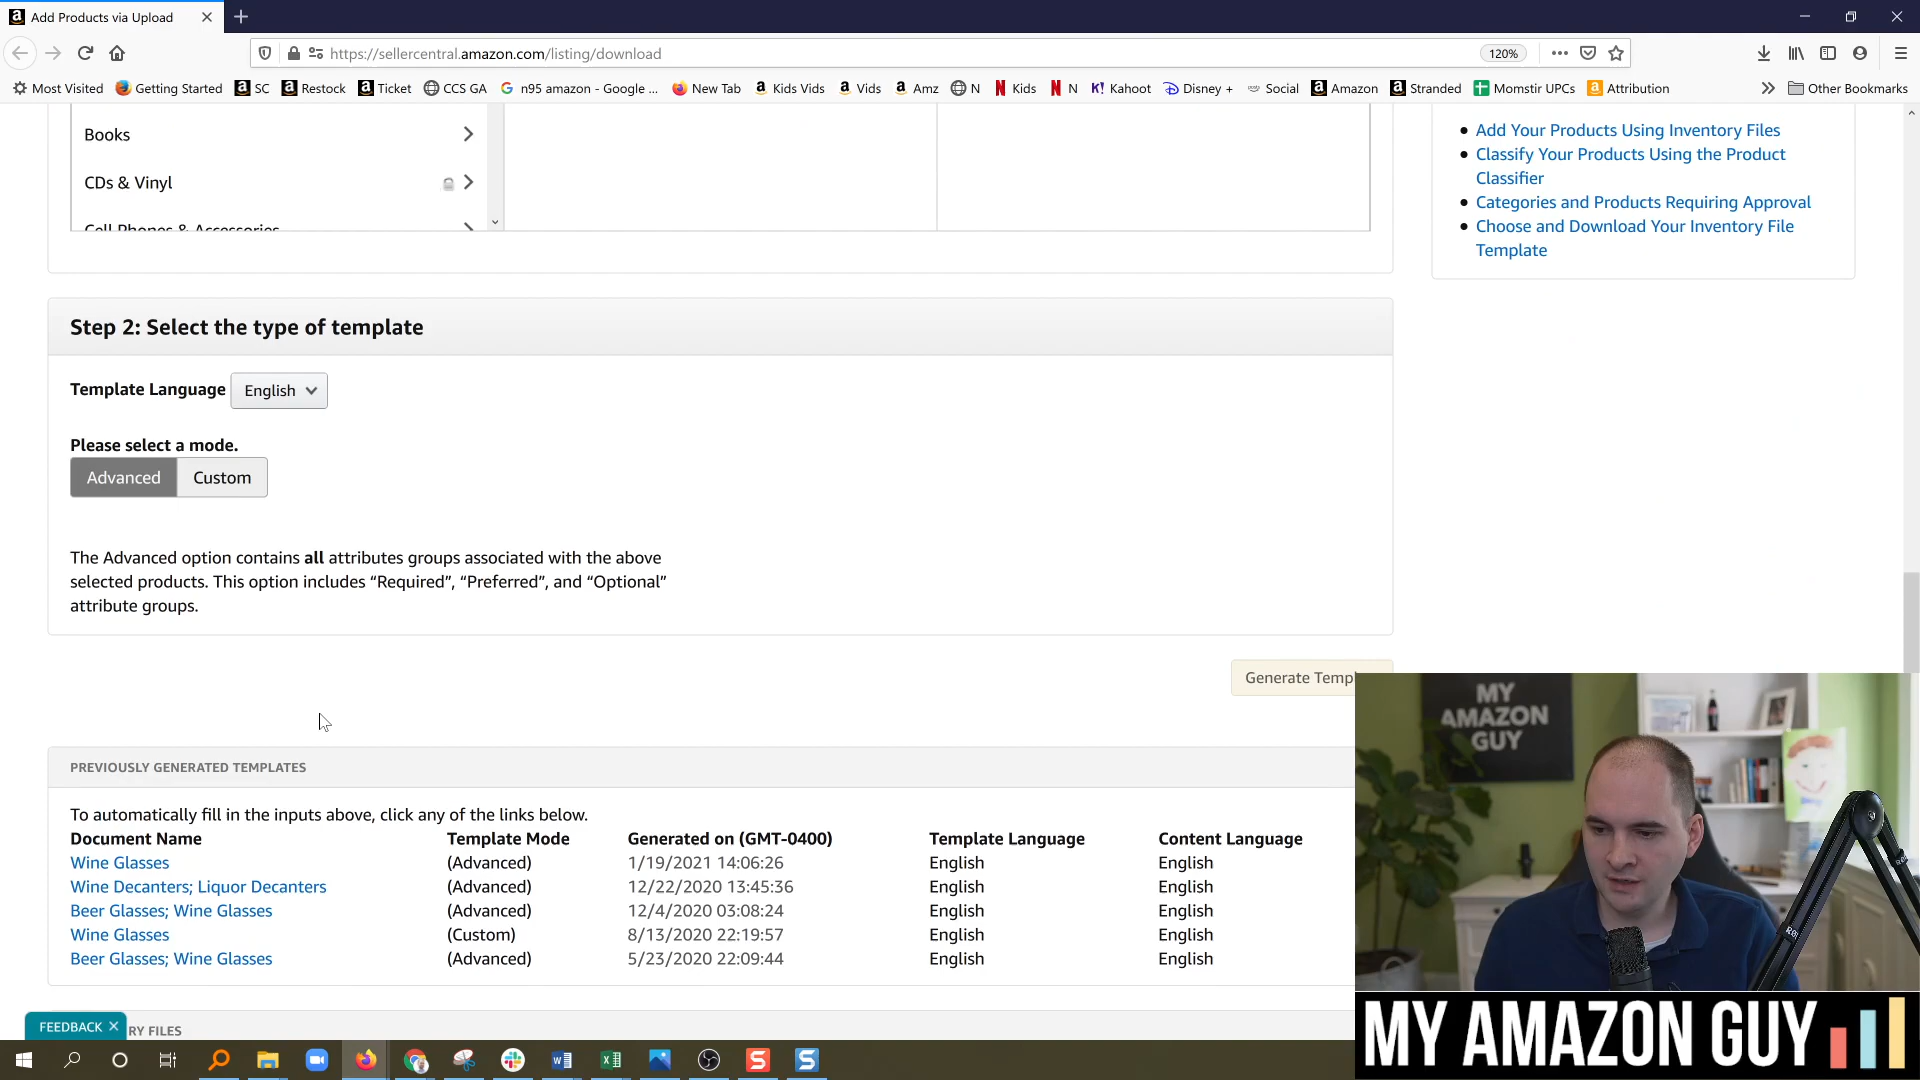 Add Products via Upload
https://sellercentral.amazon.com/listing/download
120%
Most Visited
Getting Started
SC
Restock
Ticket
CCS GA
n95 amazon - Google ...
New Tab
Kids Vids
Vids
Amz
N
Kids
N
Kahoot
Disney +
Social
Amazon
Stranded
Momstir UPCs
Attribution
Other Bookmarks
Books
CDs & Vinyl
Cell Phones & Accessories
Add Your Products Using Inventory Files
Classify Your Products Using the Product
Classifier
Categories and Products Requiring Approval
Choose and Download Your Inventory File
Template
Step 2: Select the type of template
Template Language
English
Please select a mode.
Advanced
Custom
The Advanced option contains all attributes groups associated with the above
selected products. This option includes “Required”, “Preferred”, and “Optional”
attribute groups.
Generate Templ
PREVIOUSLY GENERATED TEMPLATES
To automatically fill in the inputs above, click any of the links below.
Document Name Template Mode Generated on (GMT-0400) Template Language Content Language
Wine Glasses (Advanced) 1/19/2021 14:06:26 English English
Wine Decanters; Liquor Decanters (Advanced) 12/22/2020 13:45:36 English English
Beer Glasses; Wine Glasses (Advanced) 12/4/2020 03:08:24 English English
Wine Glasses (Custom) 8/13/2020 22:19:57 English English
Beer Glasses; Wine Glasses (Advanced) 5/23/2020 22:09:44 English English
FEEDBACK
RY FILES
MY
AMAZON
GUY
MY AMAZON GUY